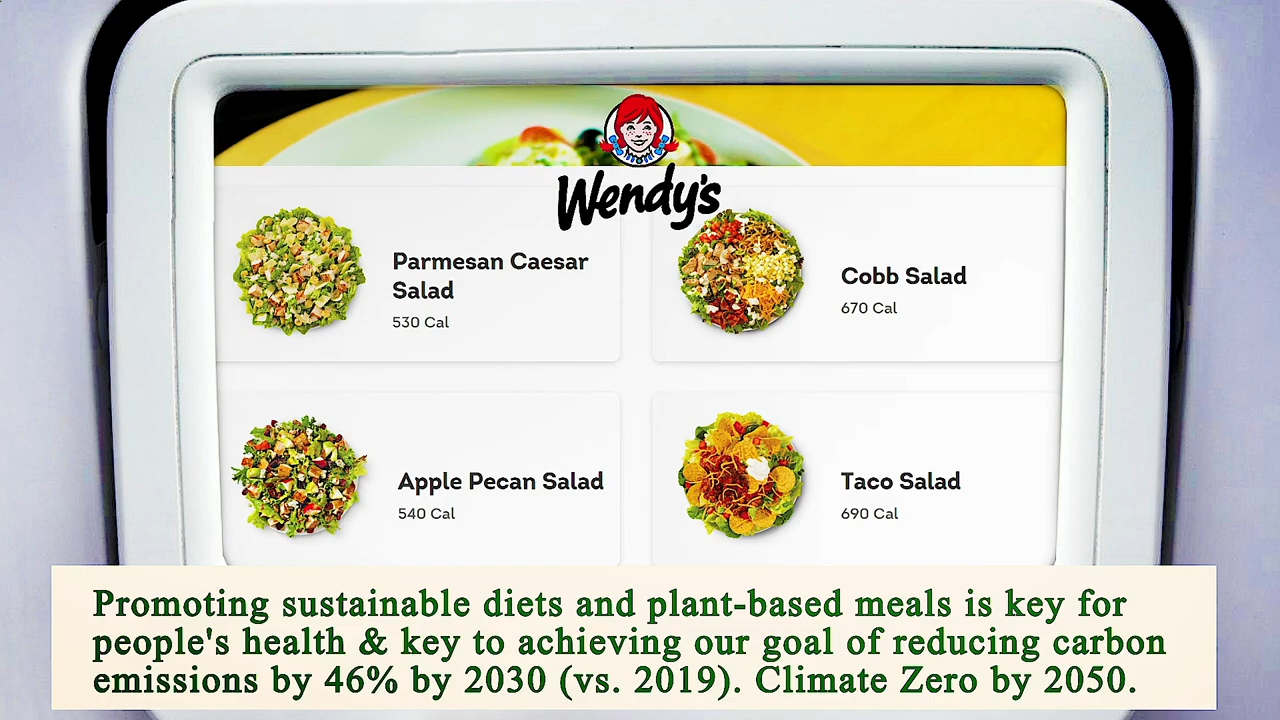 Wendy's
Parmesan Caesar
Salad
530 Cal
Cobb Salad
670 Cal
Apple Pecan Salad
540 Cal
Taco Salad
690 Cal
Promoting sustainable diets and plant-based meals is key for
people's health & key to achieving our goal of reducing carbon
emissions by 46% by 2030 (vs. 2019). Climate Zero by 2050.